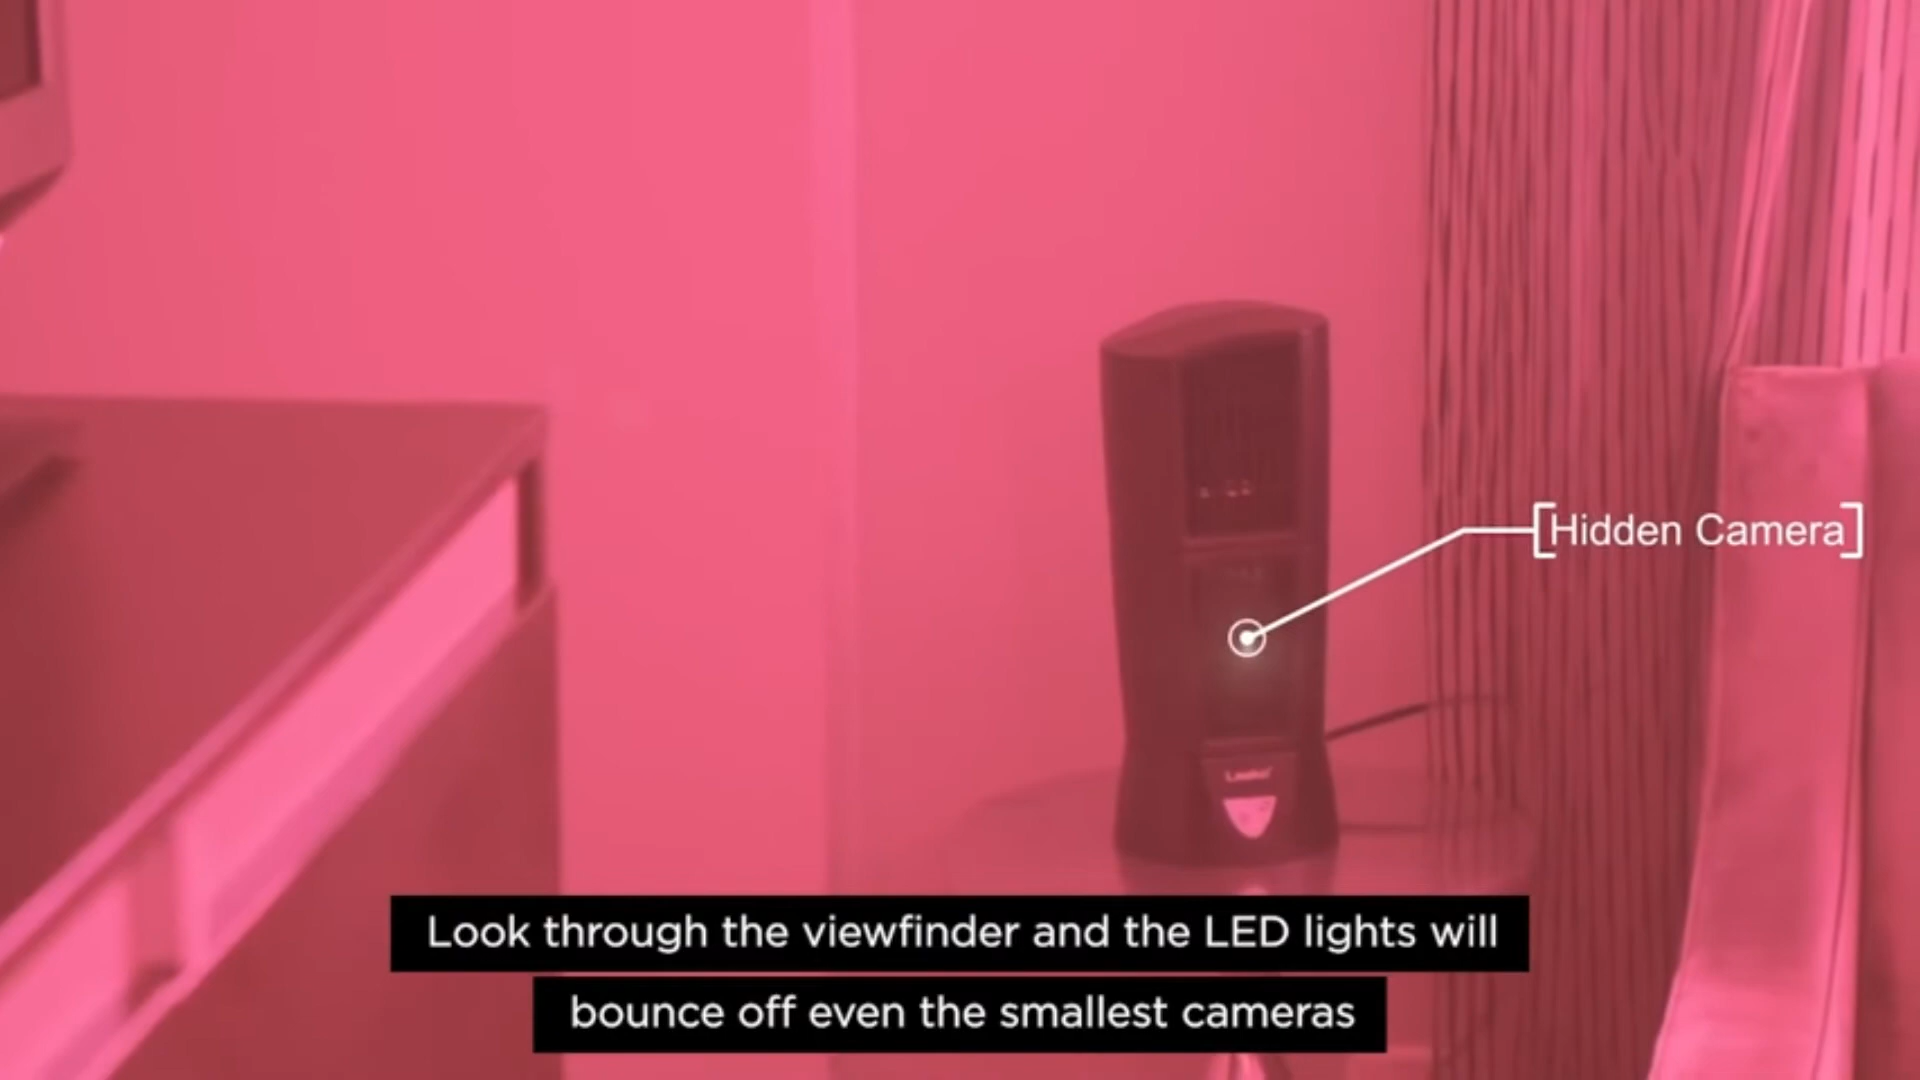 [Hidden Camera]
Look through the viewfinder and the LED lights will
bounce off even the smallest cameras